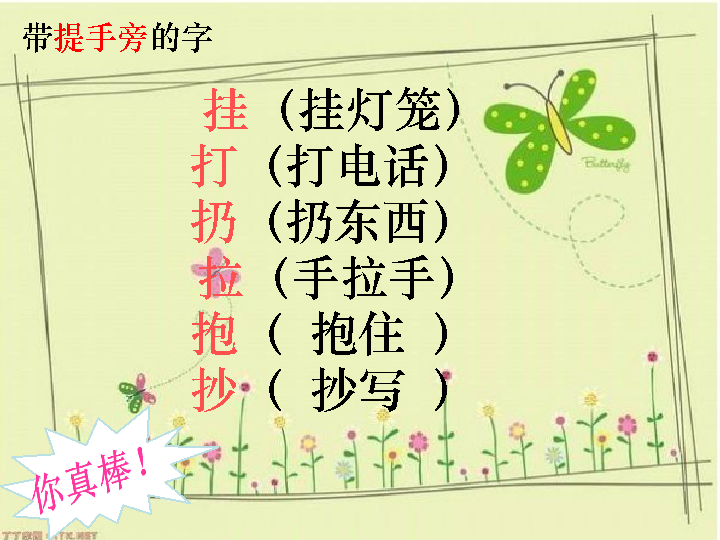 带提手旁的字
挂（挂灯笼）
打（打电话）
扔（扔东西）
拉（手拉手）
抱（ 抱住 ）
抄（ 抄写 ）
Butterfly
你真棒！